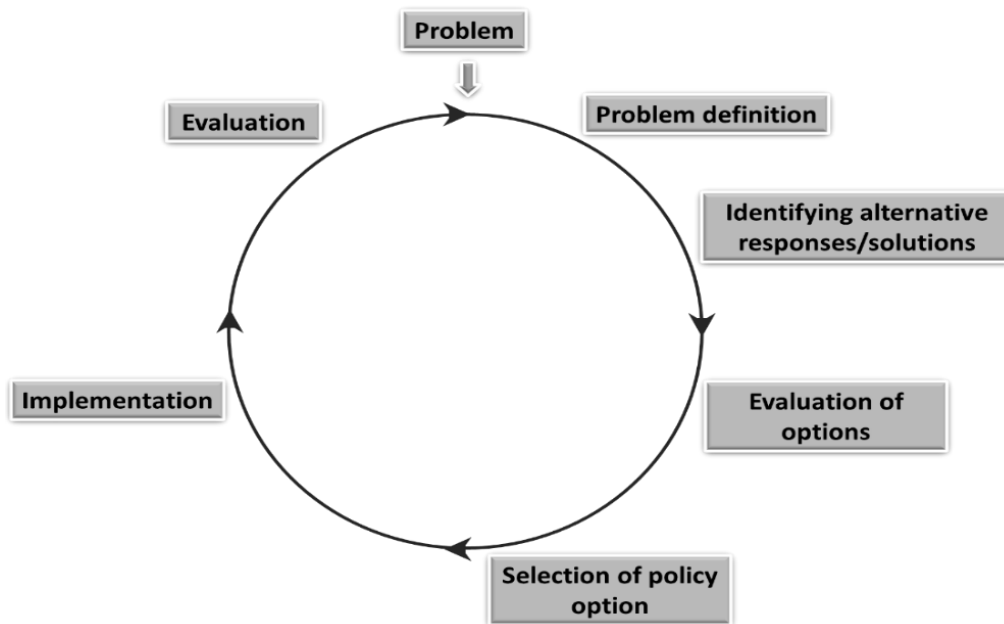 Problem
Problem definition
Identifying alternative
responses/solutions
Evaluation of
options
Selection of policy
option
Implementation
Evaluation